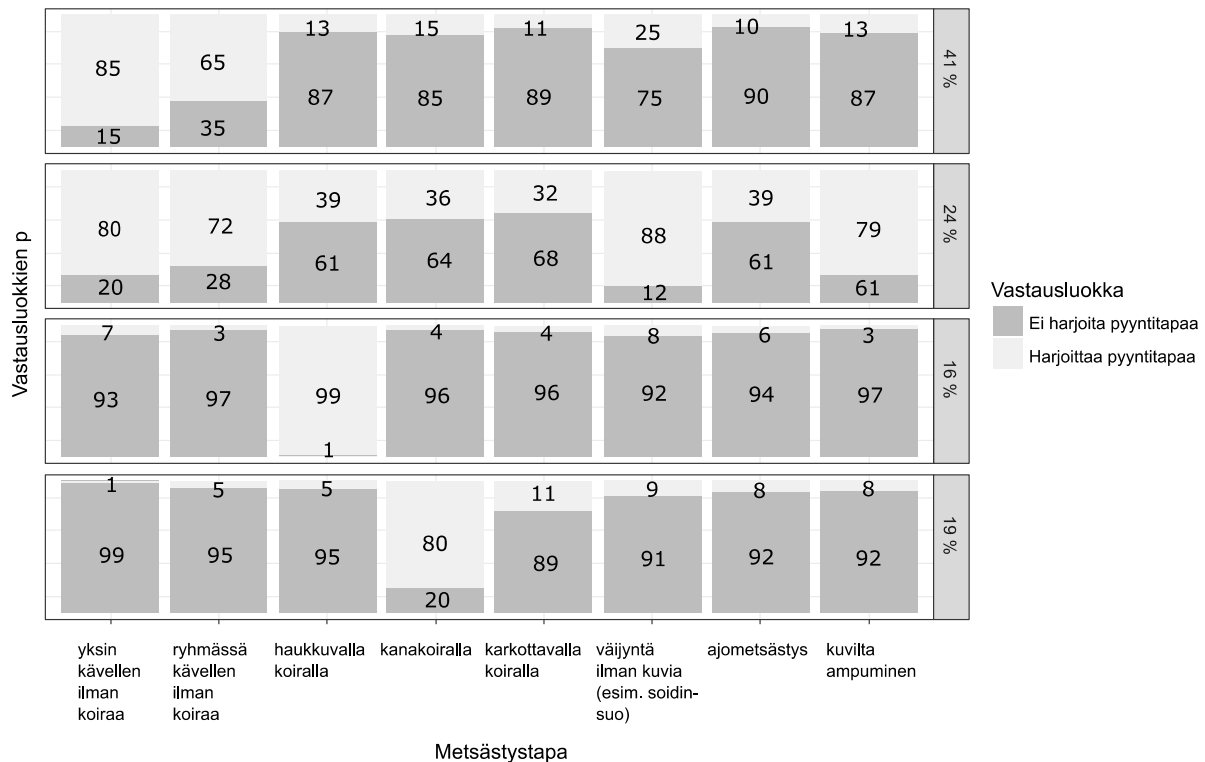 13 15 11 25 10 13
85 65
87 85 89 75 90 87
15 35
41 %
80 72 39 36 32 88 39 79
20 28 61 64 68 12 61 61
24 %
7 3 4 4 8 6 3
93 97 99 96 96 92 94 97
1
16 %
1 5 5 80 11 9 8 8
99 95 95 20 89 91 92 92
19 %
Vastausluokkien p
Vastausluokka
Ei harjoita pyyntitapaa
Harjoittaa pyyntitapaa
yksin
kävellen
ilman
koiraa
ryhmässä
kävellen
ilman
koiraa
haukkuvalla
koiralla
kanakoiralla
karkottavalla
koiralla
väijyntä
ilman kuvia
(esim. soidin-
suo)
ajometsästys
kuvilta
ampuminen
Metsästystapa